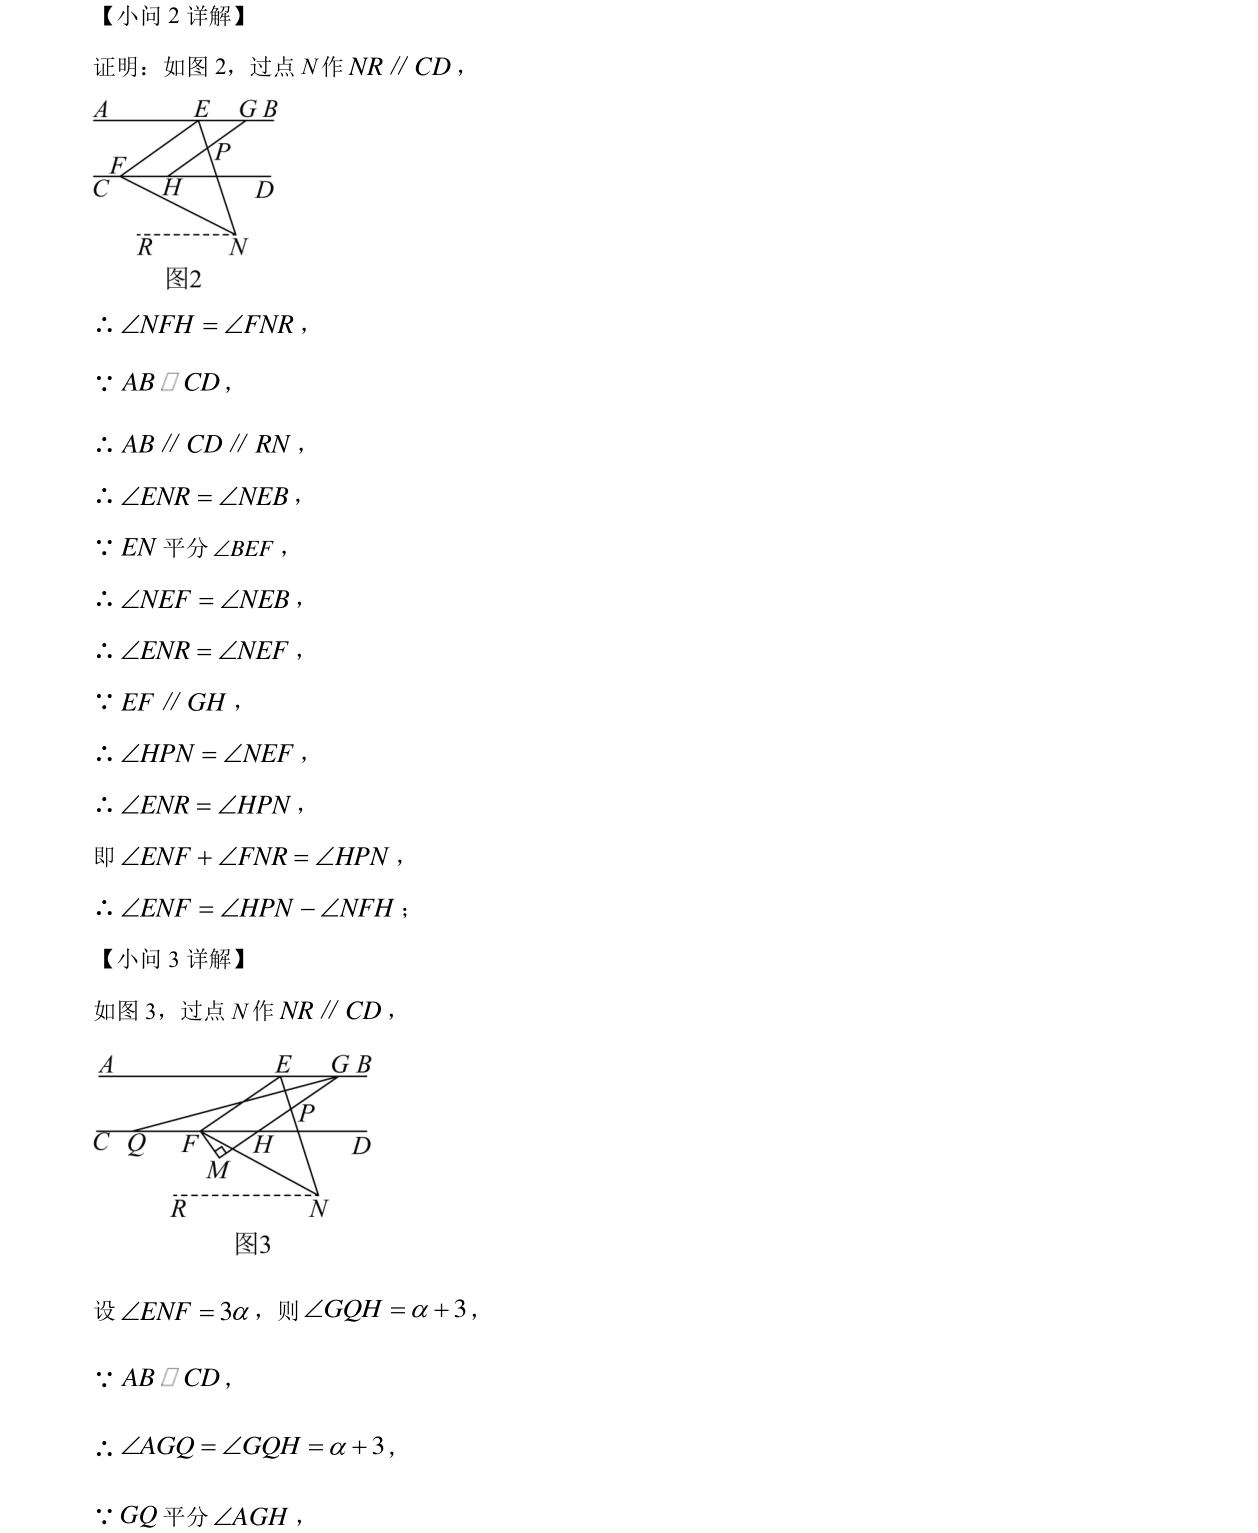 【小问 2 详解】
证明：如图 2，过点 N 作 NR // CD，
A E G B
F P
C H D
R N
图2
∴ ∠NFH = ∠FNR，
∵ AB▱CD，
∴ AB // CD // RN，
∴ ∠ENR = ∠NEB，
∵ EN 平分 ∠BEF，
∴ ∠NEF = ∠NEB，
∴ ∠ENR = ∠NEF，
∵ EF // GH，
∴ ∠HPN = ∠NEF，
∴ ∠ENR = ∠HPN，
即 ∠ENF + ∠FNR = ∠HPN，
∴ ∠ENF = ∠HPN − ∠NFH；
【小问 3 详解】
如图 3，过点 N 作 NR // CD，
A E G B
P
C Q F H D
M
R N
图3
设 ∠ENF = 3α，则 ∠GQH = α + 3，
∵ AB▱CD，
∴ ∠AGQ = ∠GQH = α + 3，
∵ GQ 平分 ∠AGH，